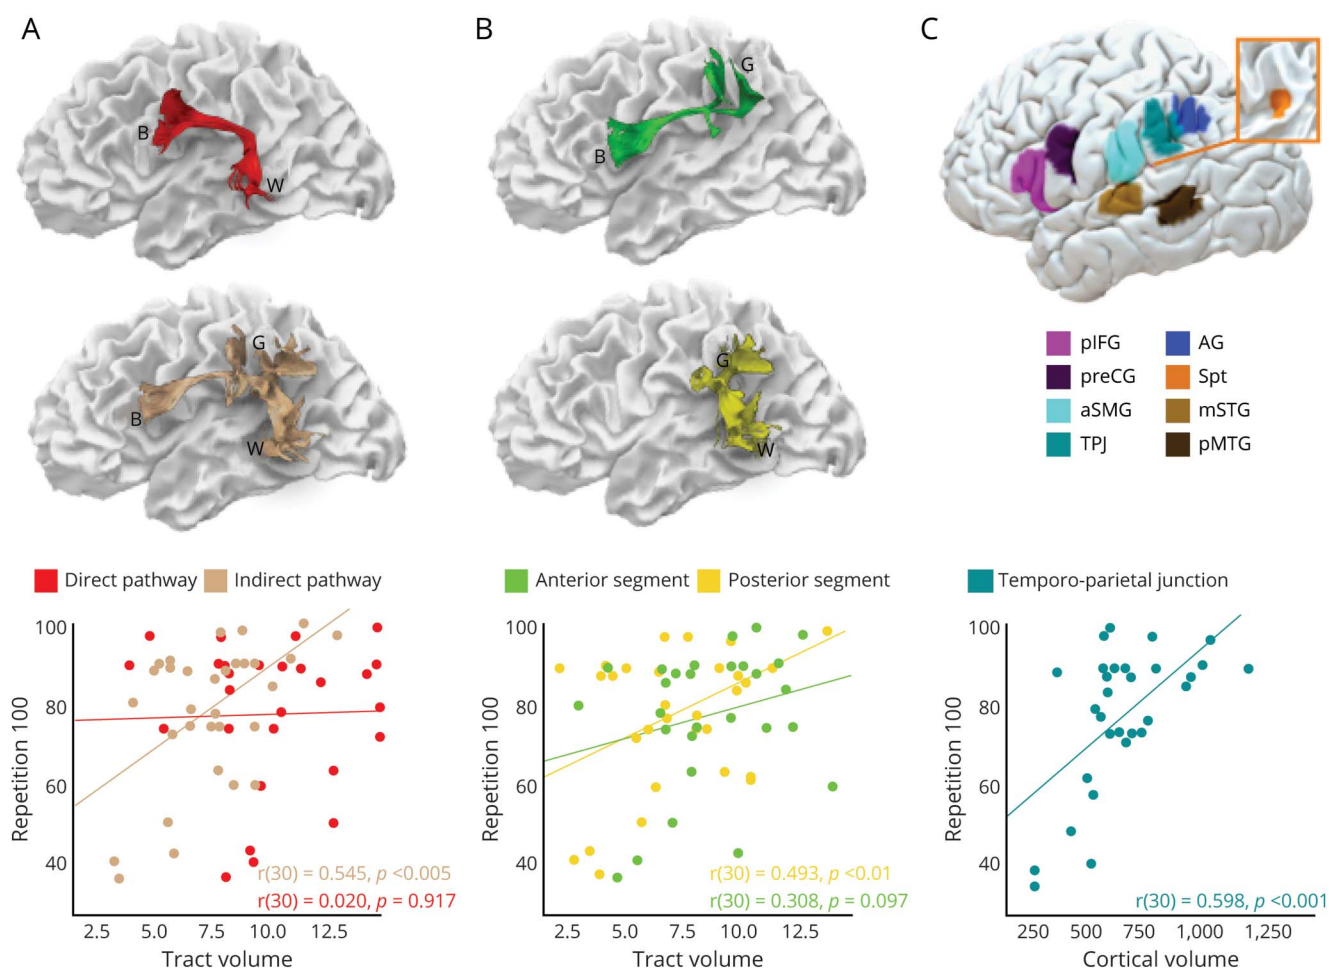 A
B
C
B
W
G
B
G
B
W
G
W
pIFG
AG
preCG
Spt
aSMG
mSTG
TPJ
pMTG
Direct pathway
Indirect pathway
Repetition 100
100
80
60
40
r(30) = 0.545, p <0.005
r(30) = 0.020, p = 0.917
2.5 5.0 7.5 10.0 12.5
Tract volume
Anterior segment
Posterior segment
Repetition 100
100
80
60
40
r(30) = 0.493, p <0.01
r(30) = 0.308, p = 0.097
2.5 5.0 7.5 10.0 12.5
Tract volume
Temporo-parietal junction
Repetition 100
100
80
60
40
r(30) = 0.598, p <0.001
250 500 750 1,000 1,250
Cortical volume